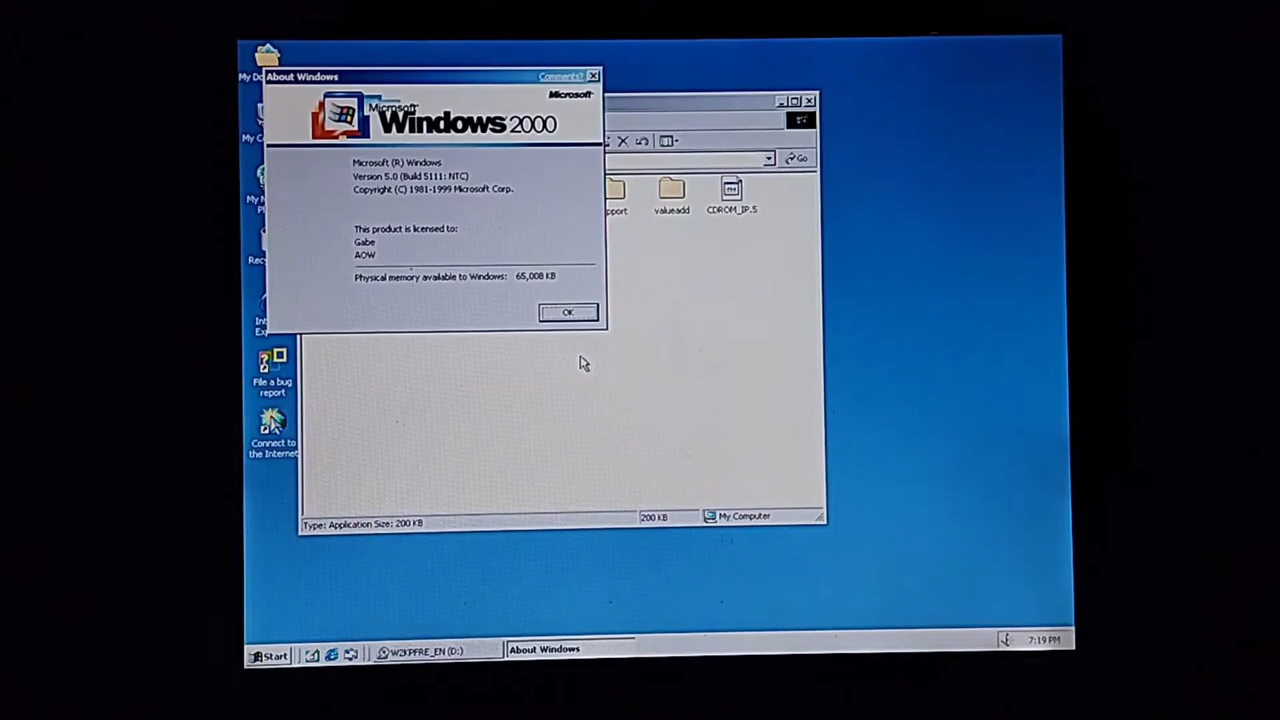 My Do
About Windows
Comments?
Microsoft
Microsoft
Windows 2000
Microsoft (R) Windows
Version 5.0 (Build 5111: NTC)
Copyright (C) 1981-1999 Microsoft Corp.
This product is licensed to:
Gabe
AOW
Physical memory available to Windows: 65,008 KB
OK
Go
pport
valueadd
CDROM_IP.5
My C
My N
Pl
Recy
Int
Exp
File a bug
report
Connect to
the Internet
Type: Application Size: 200 KB
200 KB
My Computer
Start
W2KPFRE_EN (D:)
About Windows
7:19 PM